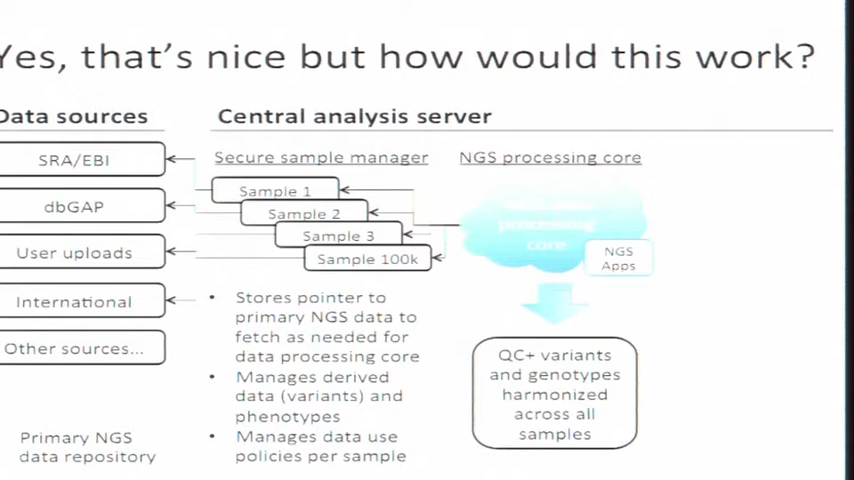 Yes, that's nice but how would this work?
Data sources
Central analysis server
SRA/EBI
dbGAP
User uploads
International
Other sources...
Primary NGS
data repository
Secure sample manager
Sample 1
Sample 2
Sample 3
Sample 100k
• Stores pointer to
primary NGS data to
fetch as needed for
data processing core
• Manages derived
data (variants) and
phenotypes
• Manages data use
policies per sample
NGS processing core
processing
core
NGS
Apps
QC+ variants
and genotypes
harmonized
across all
samples